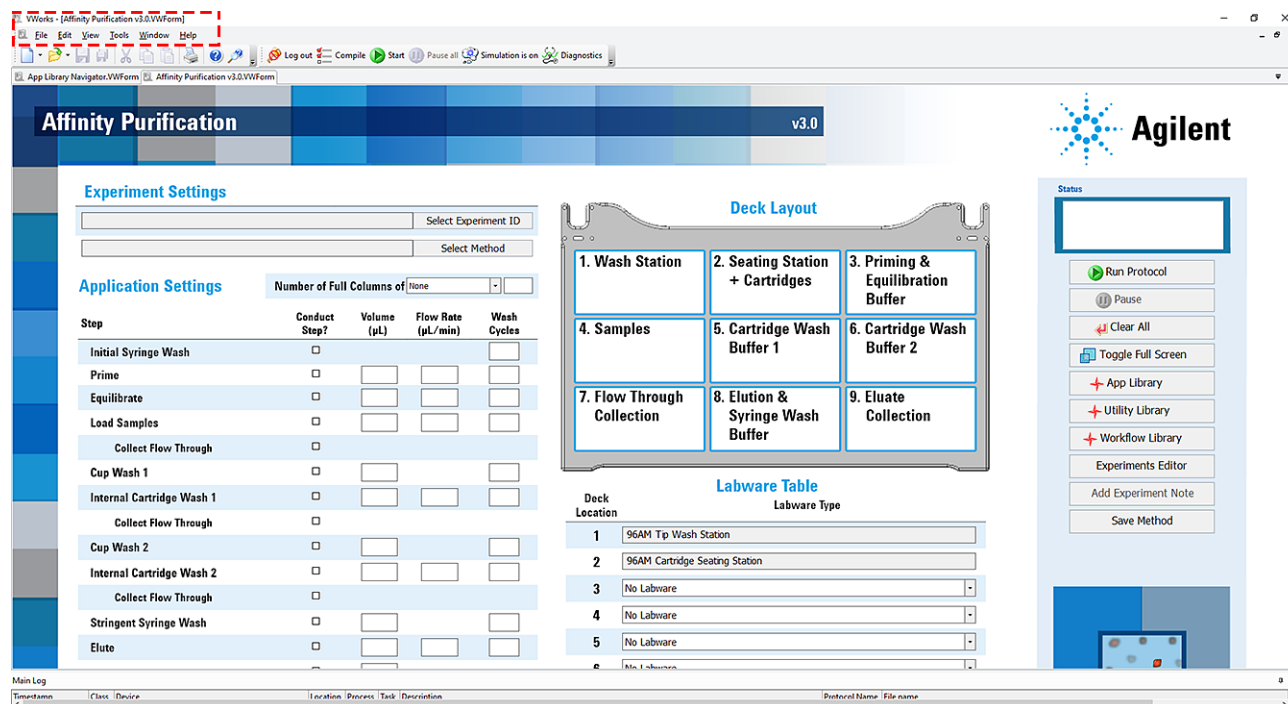 VWorks - [Affinity Purification v3.0.VWForm]
File Edit View Tools Window Help
Log out Compile Start Pause all Simulation is on Diagnostics
App Library Navigator.VWForm Affinity Purification v3.0.VWForm
Affinity Purification v3.0
Agilent
Experiment Settings
Select Experiment ID
Select Method
Application Settings
Number of Full Columns of None
Step Conduct Step? Volume (µL) Flow Rate (µL/min) Wash Cycles
Initial Syringe Wash
Prime
Equilibrate
Load Samples
Collect Flow Through
Cup Wash 1
Internal Cartridge Wash 1
Collect Flow Through
Cup Wash 2
Internal Cartridge Wash 2
Collect Flow Through
Stringent Syringe Wash
Elute
Deck Layout
1. Wash Station
2. Seating Station
+ Cartridges
3. Priming &
Equilibration
Buffer
4. Samples
5. Cartridge Wash
Buffer 1
6. Cartridge Wash
Buffer 2
7. Flow Through
Collection
8. Elution &
Syringe Wash
Buffer
9. Eluate
Collection
Labware Table
Deck Location Labware Type
1 96AM Tip Wash Station
2 96AM Cartridge Seating Station
3 No Labware
4 No Labware
5 No Labware
6 No Labware
Status
Run Protocol
Pause
Clear All
Toggle Full Screen
App Library
Utility Library
Workflow Library
Experiments Editor
Add Experiment Note
Save Method
Main Log
Timestamp Class Device Location Process Task Description Protocol Name File name